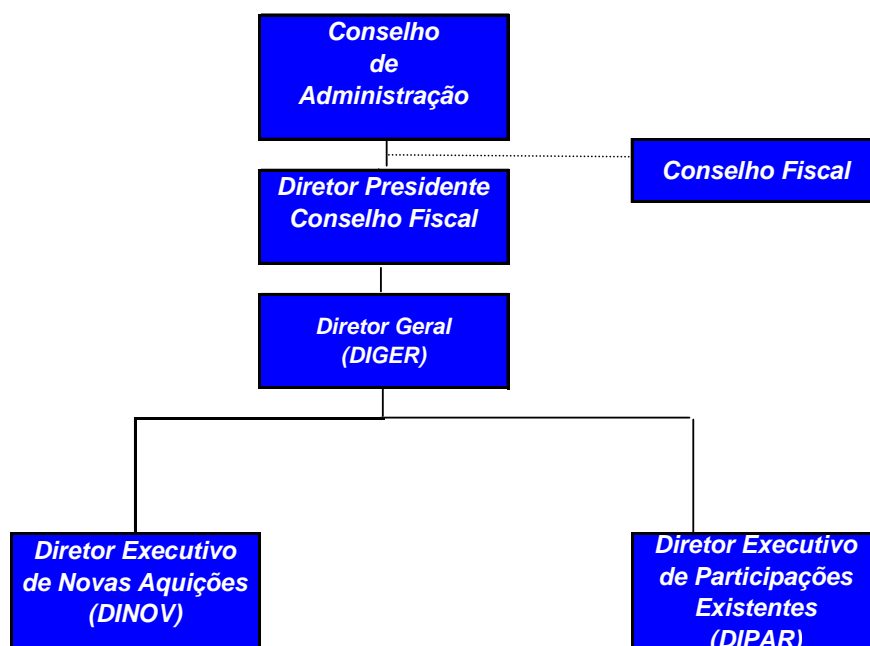 Conselho
de
Administração
Conselho Fiscal
Diretor Presidente
Conselho Fiscal
Diretor Geral
(DIGER)
Diretor Executivo
de Novas Aquições
(DINOV)
Diretor Executivo
de Participações
Existentes
(DIPAR)